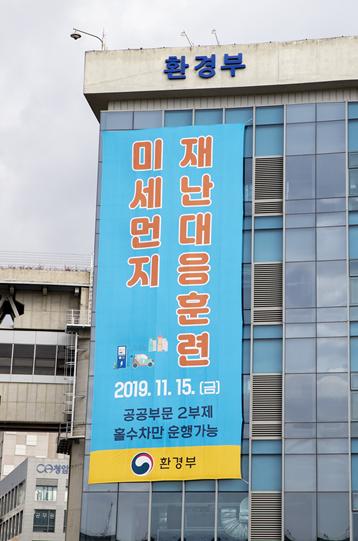 환경부
미세먼지
재난대응훈련
2019. 11. 15. (금)
공공부문 2부제
홀수차만 운행가능
환경부